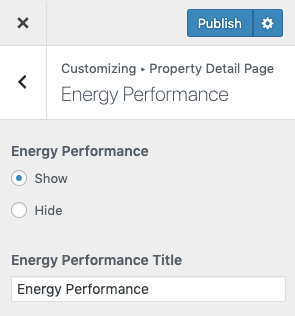 Publish
Customizing ▸ Property Detail Page
Energy Performance
Energy Performance
Show
Hide
Energy Performance Title
Energy Performance